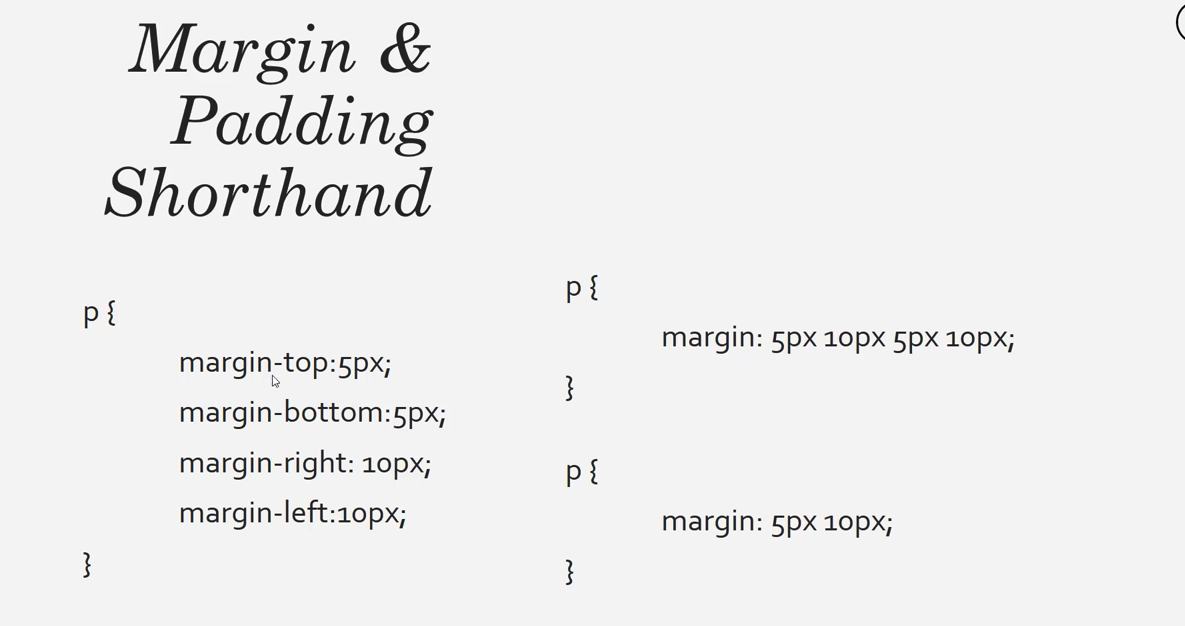 Margin &
Padding
Shorthand
p {
margin-top:5px;
margin-bottom:5px;
margin-right: 10px;
margin-left:10px;
}
p {
margin: 5px 10px 5px 10px;
}
p {
margin: 5px 10px;
}